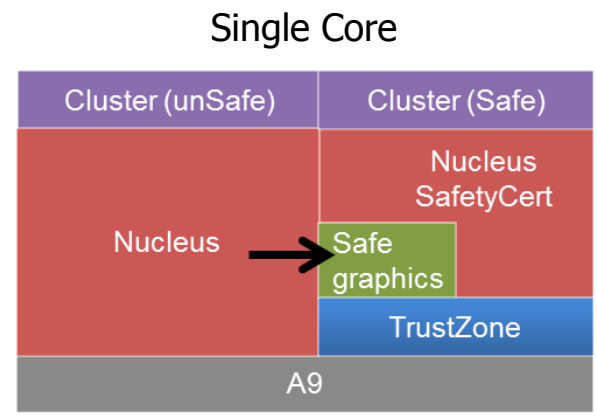 Single Core
Cluster (unSafe)
Cluster (Safe)
Nucleus
SafetyCert
Nucleus
Safe
graphics
TrustZone
A9